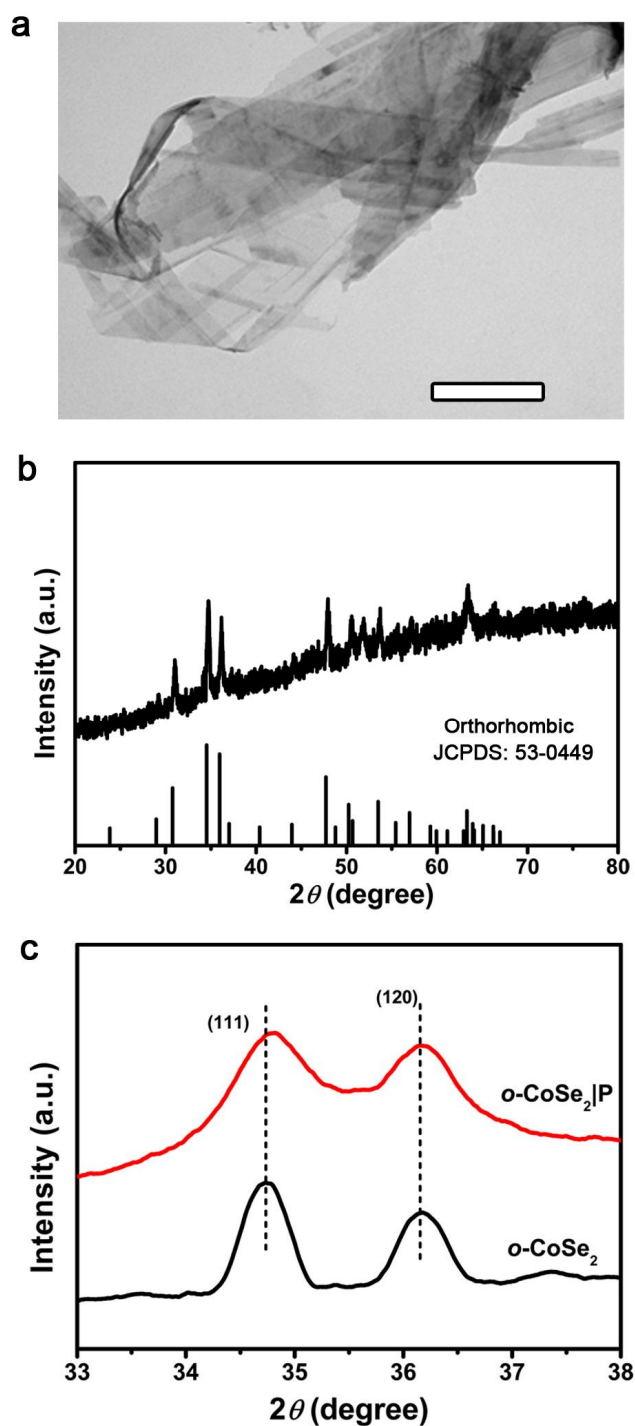 a
b
Intensity (a.u.)
Orthorhombic
JCPDS: 53-0449
20 30 40 50 60 70 80
2θ (degree)
c
(111)
(120)
o-CoSe₂|P
o-CoSe₂
Intensity (a.u.)
33 34 35 36 37 38
2θ (degree)